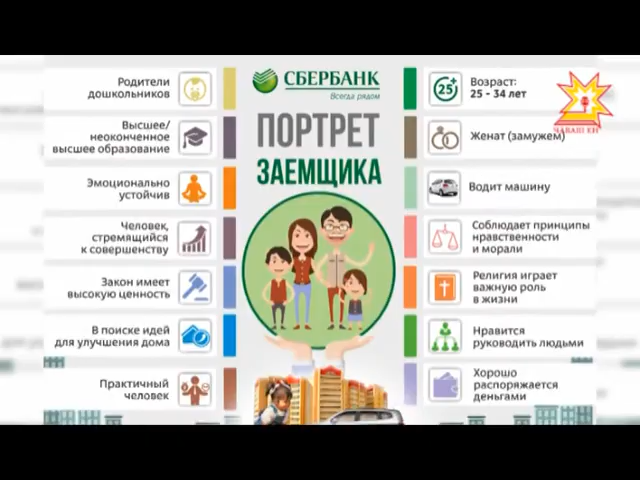 СБЕРБАНК
Всегда рядом
ПОРТРЕТ
ЗАЕМЩИКА
Родители
дошкольников
Высшее/
неоконченное
высшее образование
Эмоционально
устойчив
Человек,
стремящийся
к совершенству
Закон имеет
высокую ценность
В поиске идей
для улучшения дома
Практичный
человек
25+
Возраст:
25 - 34 лет
Женат (замужем)
Водит машину
Соблюдает принципы
нравственности
и морали
Религия играет
важную роль
в жизни
Нравится
руководить людьми
Хорошо
распоряжается
деньгами
ЧĂВАШ ЕН